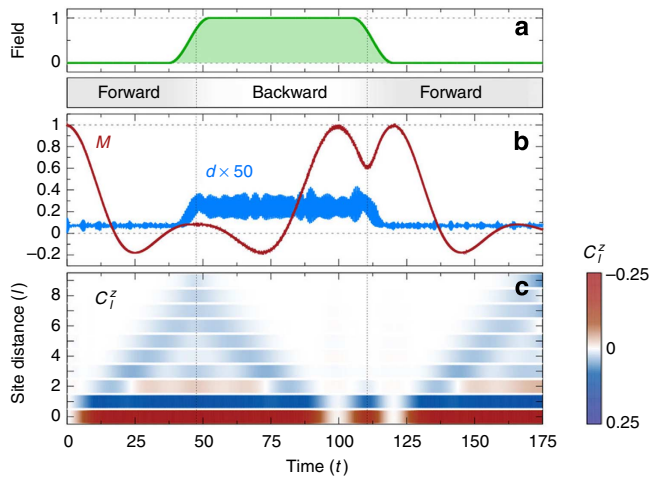 1
Field
0
a
Forward
Backward
Forward
1
0.8
0.6
0.4
0.2
0
−0.2
M
d × 50
b
8
6
4
2
0
Site distance (l)
C_l^z
c
0
25
50
75
100
125
150
175
Time (t)
C_l^z
−0.25
0
0.25